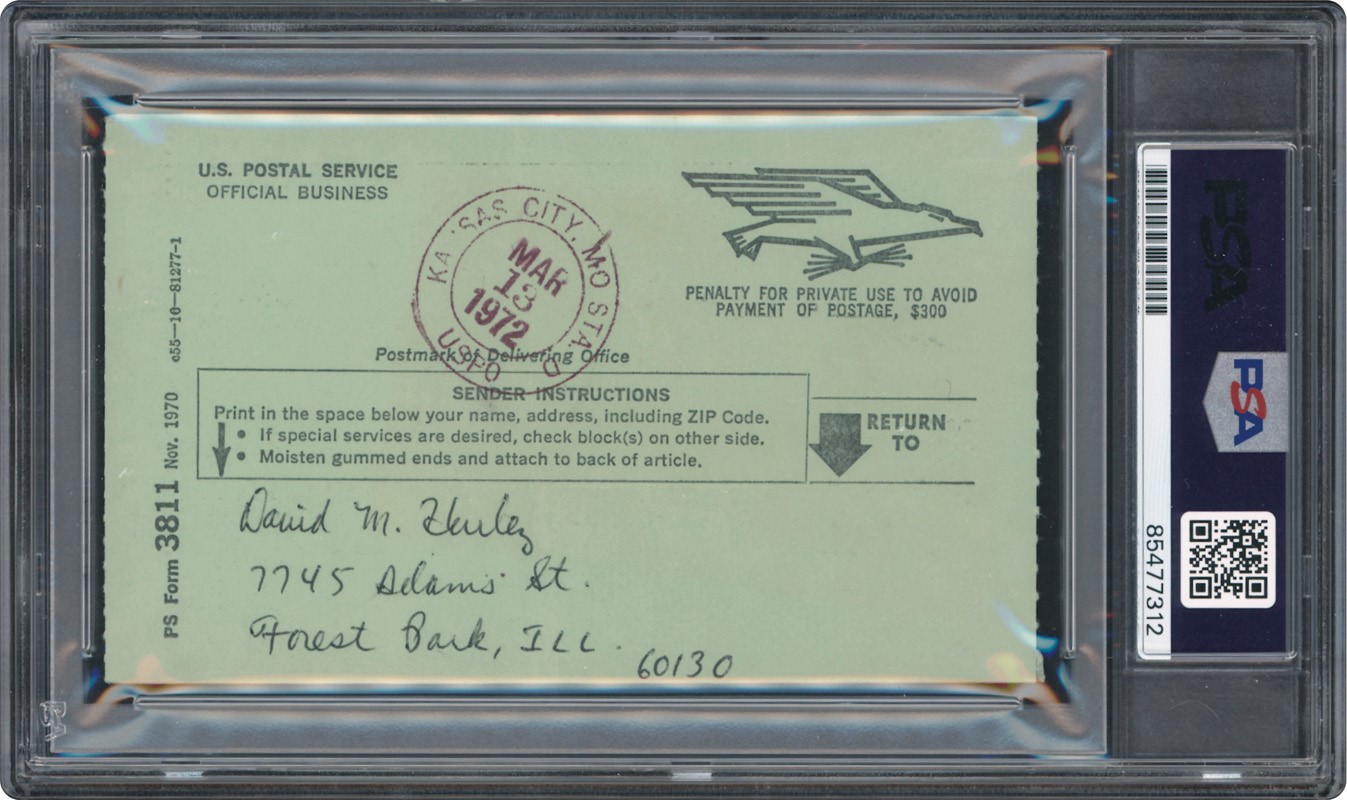 U.S. POSTAL SERVICE
OFFICIAL BUSINESS
KANSAS CITY, MO STA. D
USPO
MAR
13
1972
PENALTY FOR PRIVATE USE TO AVOID
PAYMENT OF POSTAGE, $300
Postmark of Delivering Office
SENDER INSTRUCTIONS
Print in the space below your name, address, including ZIP Code.
• If special services are desired, check block(s) on other side.
• Moisten gummed ends and attach to back of article.
RETURN
TO
PS Form 3811 Nov. 1970 c55—10—81277-1
David M.
7745 Adams St.
Forest Park, ILL.
60130
PSA
PSA
85477312
PSA